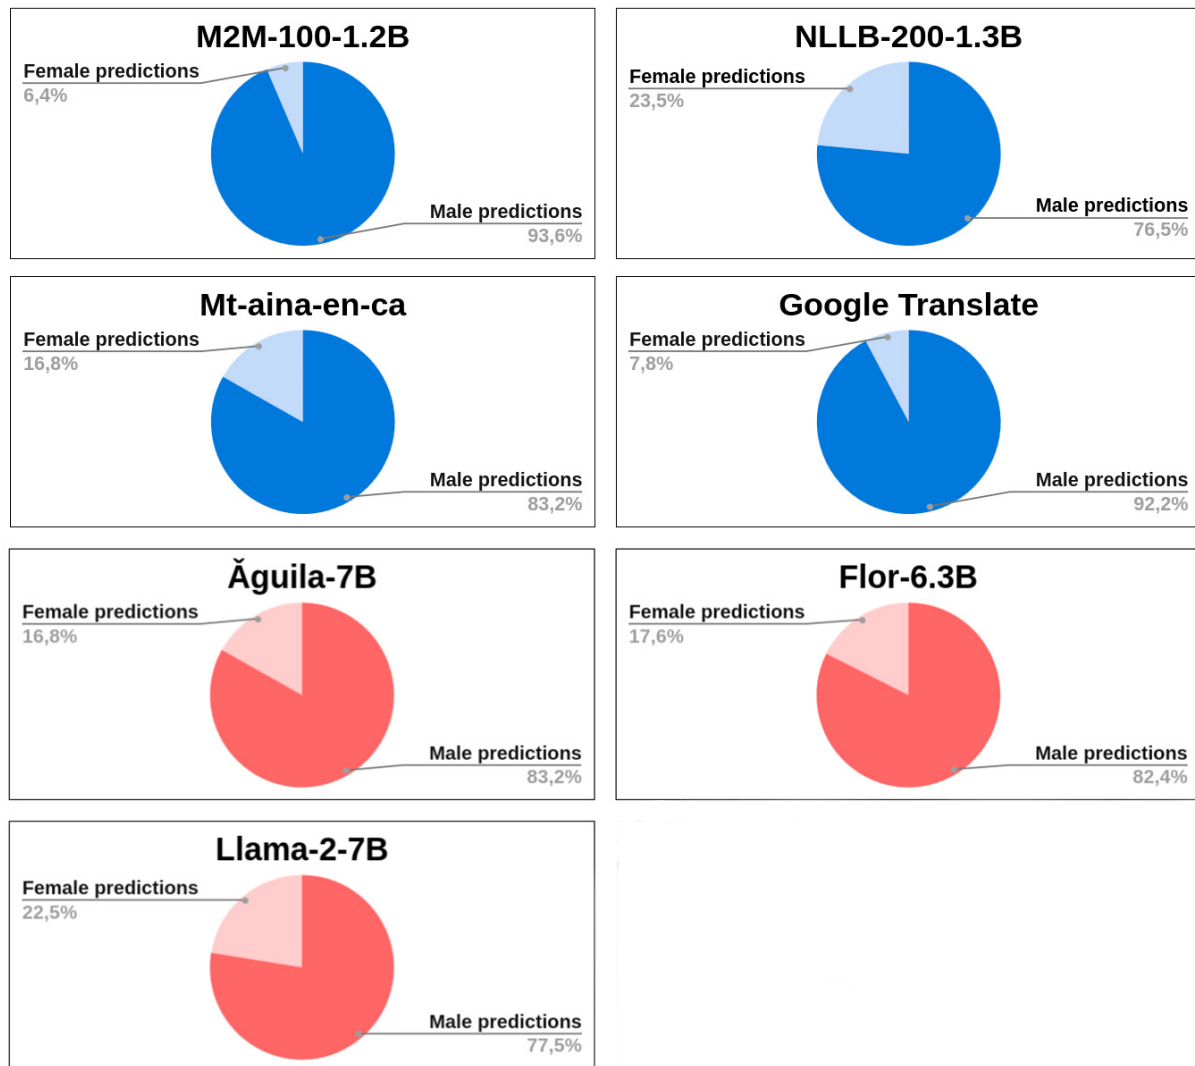 M2M-100-1.2B
Female predictions
6,4%
Male predictions
93,6%
NLLB-200-1.3B
Female predictions
23,5%
Male predictions
76,5%
Mt-aina-en-ca
Female predictions
16,8%
Male predictions
83,2%
Google Translate
Female predictions
7,8%
Male predictions
92,2%
Ǎguila-7B
Female predictions
16,8%
Male predictions
83,2%
Flor-6.3B
Female predictions
17,6%
Male predictions
82,4%
Llama-2-7B
Female predictions
22,5%
Male predictions
77,5%